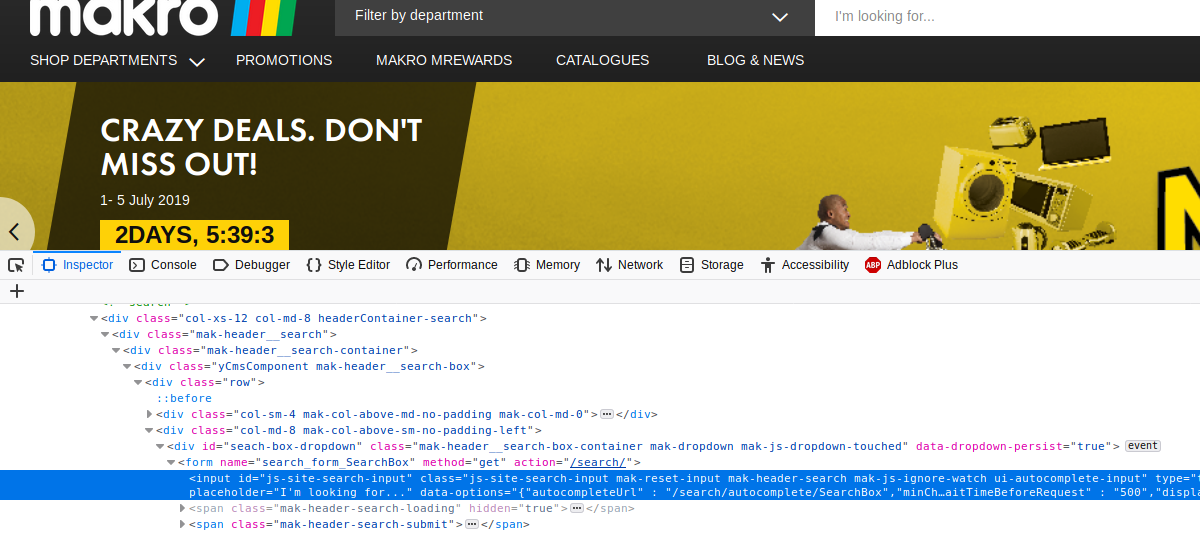 makro
Filter by department
I'm looking for...
SHOP DEPARTMENTS PROMOTIONS MAKRO MREWARDS CATALOGUES BLOG & NEWS
CRAZY DEALS. DON'T
MISS OUT!
1- 5 July 2019
2DAYS, 5:39:3
Inspector Console Debugger {} Style Editor Performance Memory Network Storage Accessibility ABP Adblock Plus
<div class="col-xs-12 col-md-8 headerContainer-search">
<div class="mak-header__search">
<div class="mak-header__search-container">
<div class="yCmsComponent mak-header__search-box">
<div class="row">
::before
<div class="col-sm-4 mak-col-above-md-no-padding mak-col-md-0">…</div>
<div class="col-md-8 mak-col-above-sm-no-padding-left">
<div id="seach-box-dropdown" class="mak-header__search-box-container mak-dropdown mak-js-dropdown-touched" data-dropdown-persist="true"> event
<form name="search_form_SearchBox" method="get" action="/search/">
<input id="js-site-search-input" class="js-site-search-input mak-reset-input mak-header-search mak-js-ignore-watch ui-autocomplete-input" type="
placeholder="I'm looking for..." data-options="{"autocompleteUrl" : "/search/autocomplete/SearchBox","minCh…aitTimeBeforeRequest" : "500","displa
<span class="mak-header-search-loading" hidden="true">…</span>
<span class="mak-header-search-submit">…</span>